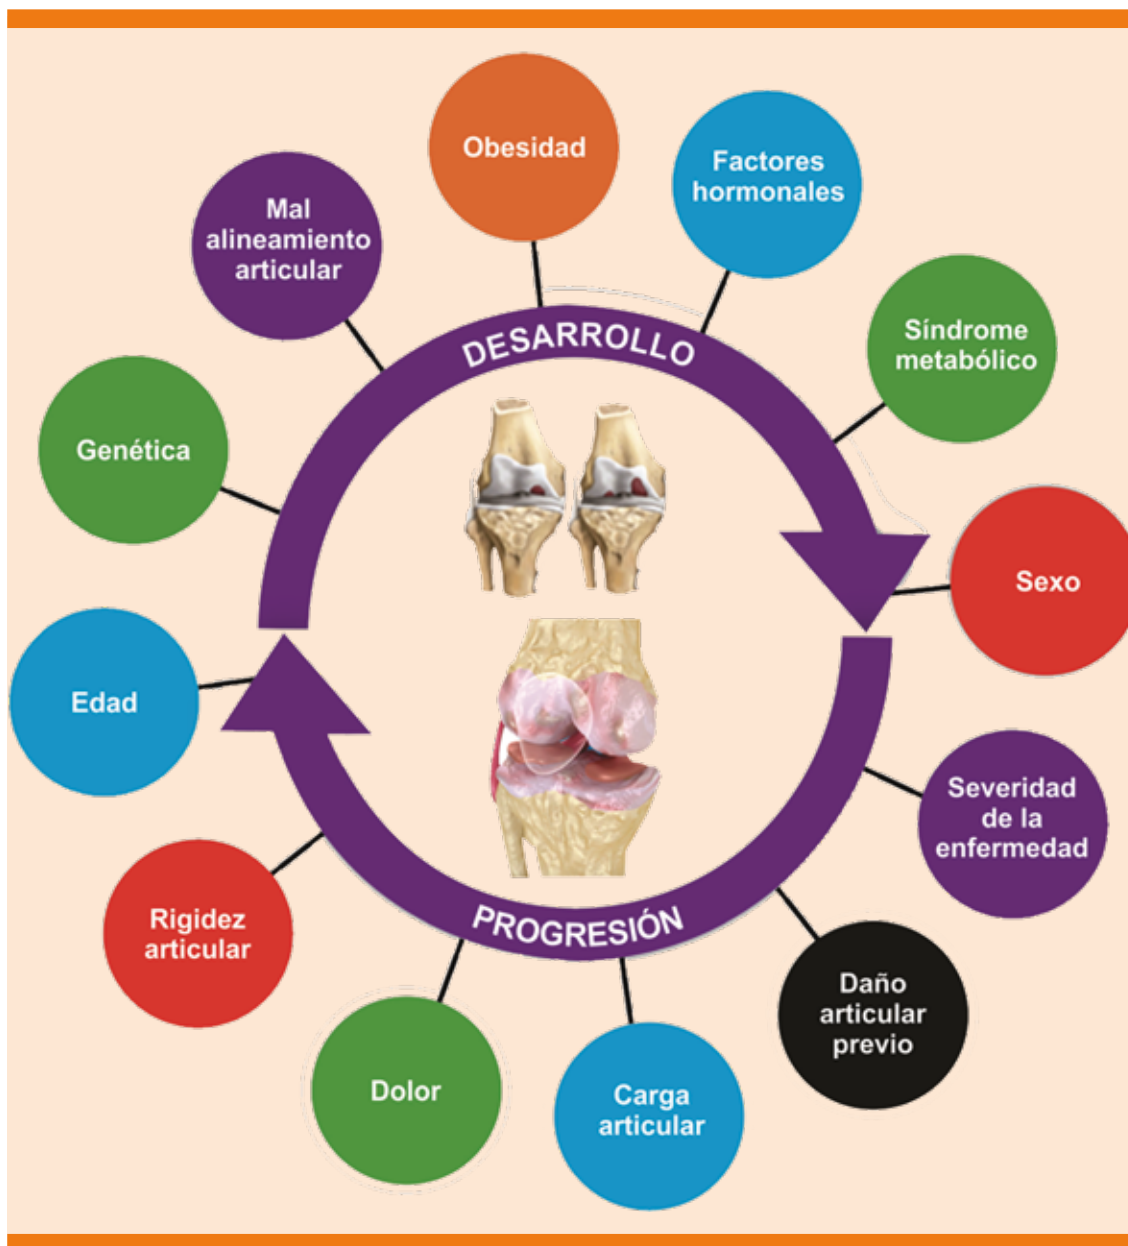 Obesidad
Factores
hormonales
Mal
alineamiento
articular
Síndrome
metabólico
DESARROLLO
Genética
Sexo
Edad
Severidad
de la
enfermedad
Rigidez
articular
PROGRESIÓN
Daño
articular
previo
Dolor
Carga
articular